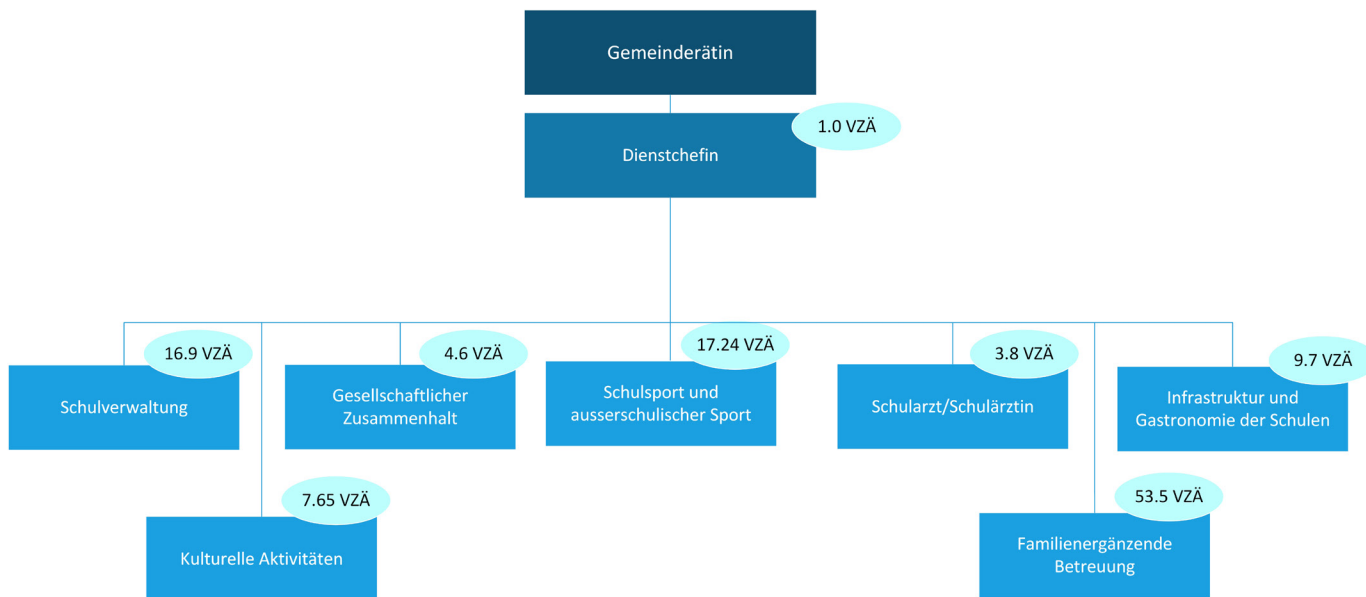 Gemeinderätin
1.0 VZÄ
Dienstchefin
16.9 VZÄ
Schulverwaltung
4.6 VZÄ
Gesellschaftlicher
Zusammenhalt
17.24 VZÄ
Schulsport und
ausserschulischer Sport
3.8 VZÄ
Schularzt/Schulärztin
9.7 VZÄ
Infrastruktur und
Gastronomie der Schulen
7.65 VZÄ
Kulturelle Aktivitäten
53.5 VZÄ
Familienergänzende
Betreuung